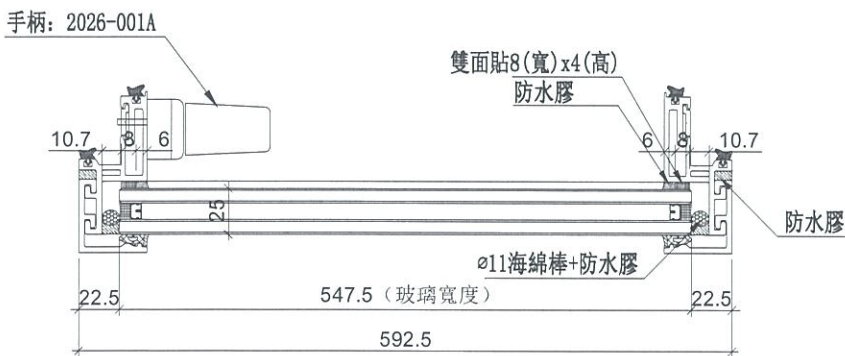 手柄: 2026-001A
雙面貼8(寬)x4(高)
防水膠
10.7
8
6
6
8
10.7
25
防水膠
⌀11海綿棒+防水膠
22.5
547.5（玻璃寬度）
22.5
592.5